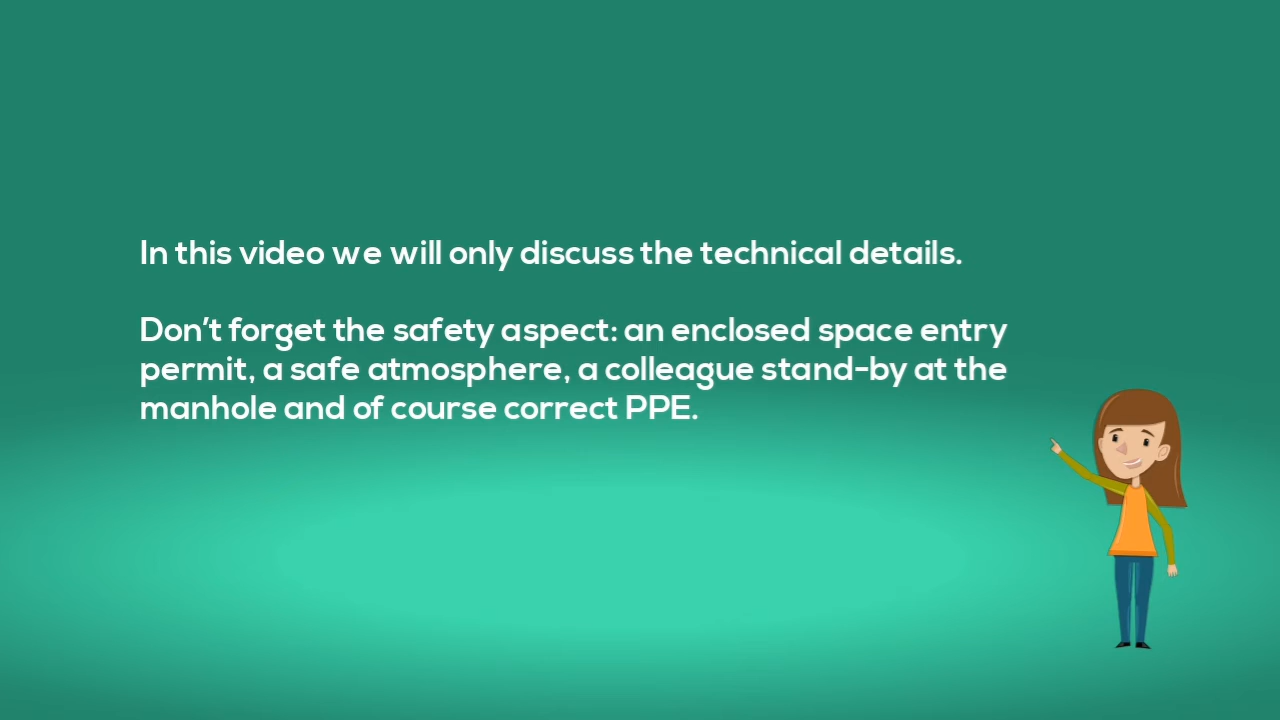 In this video we will only discuss the technical details.
Don't forget the safety aspect: an enclosed space entry
permit, a safe atmosphere, a colleague stand-by at the
manhole and of course correct PPE.